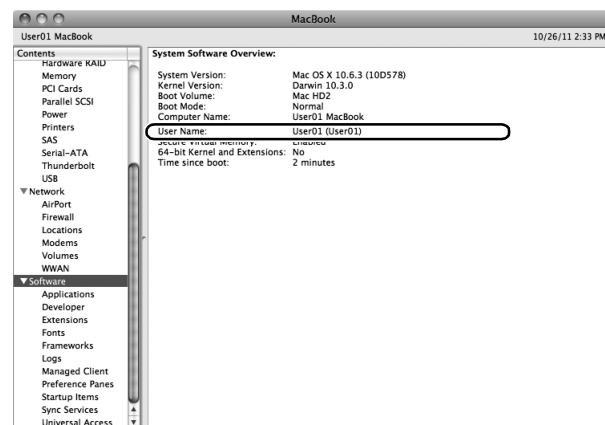 MacBook
User01 MacBook
10/26/11 2:33 PM
Contents
Hardware RAID
Memory
PCI Cards
Parallel SCSI
Power
Printers
SAS
Serial-ATA
Thunderbolt
USB
Network
AirPort
Firewall
Locations
Modems
Volumes
WWAN
Software
Applications
Developer
Extensions
Fonts
Frameworks
Logs
Managed Client
Preference Panes
Startup Items
Sync Services
Universal Access
System Software Overview:
System Version: Mac OS X 10.6.3 (10D578)
Kernel Version: Darwin 10.3.0
Boot Volume: Mac HD2
Boot Mode: Normal
Computer Name: User01 MacBook
User Name: User01 (User01)
Secure Virtual Memory: Enabled
64-bit Kernel and Extensions: No
Time since boot: 2 minutes